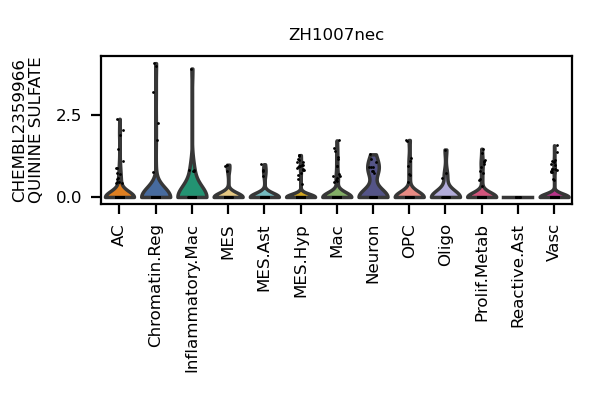 ZH1007nec
CHEMBL2359966
QUININE SULFATE
2.5
0.0
AC
Chromatin.Reg
Inflammatory.Mac
MES
MES.Ast
MES.Hyp
Mac
Neuron
OPC
Oligo
Prolif.Metab
Reactive.Ast
Vasc